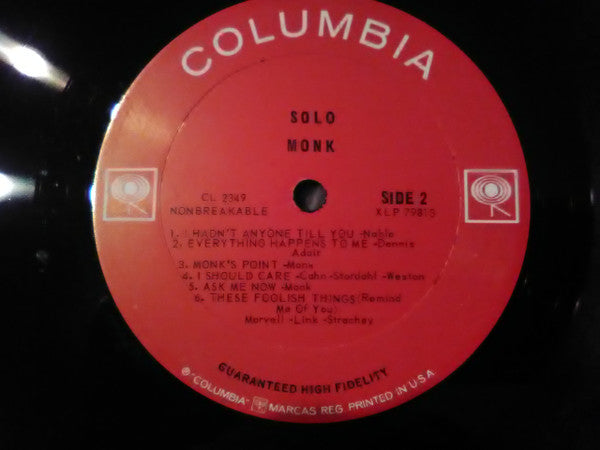 COLUMBIA
SOLO
MONK
CL 2349
NONBREAKABLE
SIDE 2
XLP 79813
1. I HADN'T ANYONE TILL YOU -Noble
2. EVERYTHING HAPPENS TO ME -Dennis
Adair
3. MONK'S POINT -Monk
4. I SHOULD CARE -Cahn -Stordahl -Weston
5. ASK ME NOW -Monk
6. THESE FOOLISH THINGS (Remind
Me Of You)
Marvell -Link -Strachey
GUARANTEED HIGH FIDELITY
® "COLUMBIA" MARCAS REG. PRINTED IN U.S.A.